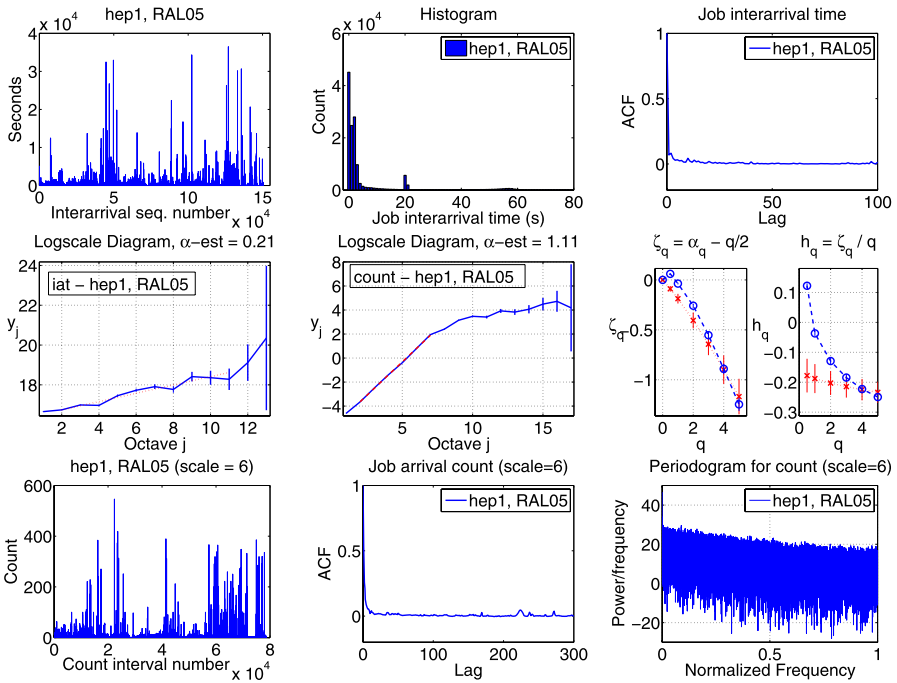 hep1, RAL05
x 10^4
4
3
2
1
0
Seconds
0 5 10 15
Interarrival seq. number
x 10^4
Histogram
x 10^4
6
4
2
0
Count
hep1, RAL05
0 20 40 60 80
Job interarrival time (s)
Job interarrival time
1
0.5
0
ACF
hep1, RAL05
0 50 100
Lag
Logscale Diagram, α-est = 0.21
24
22
20
18
y_j
iat − hep1, RAL05
2 4 6 8 10 12
Octave j
Logscale Diagram, α-est = 1.11
8
6
4
2
0
−2
−4
y_j
count − hep1, RAL05
5 10 15
Octave j
ζ_q = α_q − q/2
0
−0.5
−1
ζ_q
0 2 4
q
h_q = ζ_q / q
0.1
0
−0.1
−0.2
−0.3
h_q
0 2 4
q
hep1, RAL05 (scale = 6)
600
400
200
0
Count
0 2 4 6 8
Count interval number
x 10^4
Job arrival count (scale=6)
1
0.5
0
ACF
hep1, RAL05
0 100 200 300
Lag
Periodogram for count (scale=6)
40
20
0
−20
Power/frequency
hep1, RAL05
0 0.5 1
Normalized Frequency